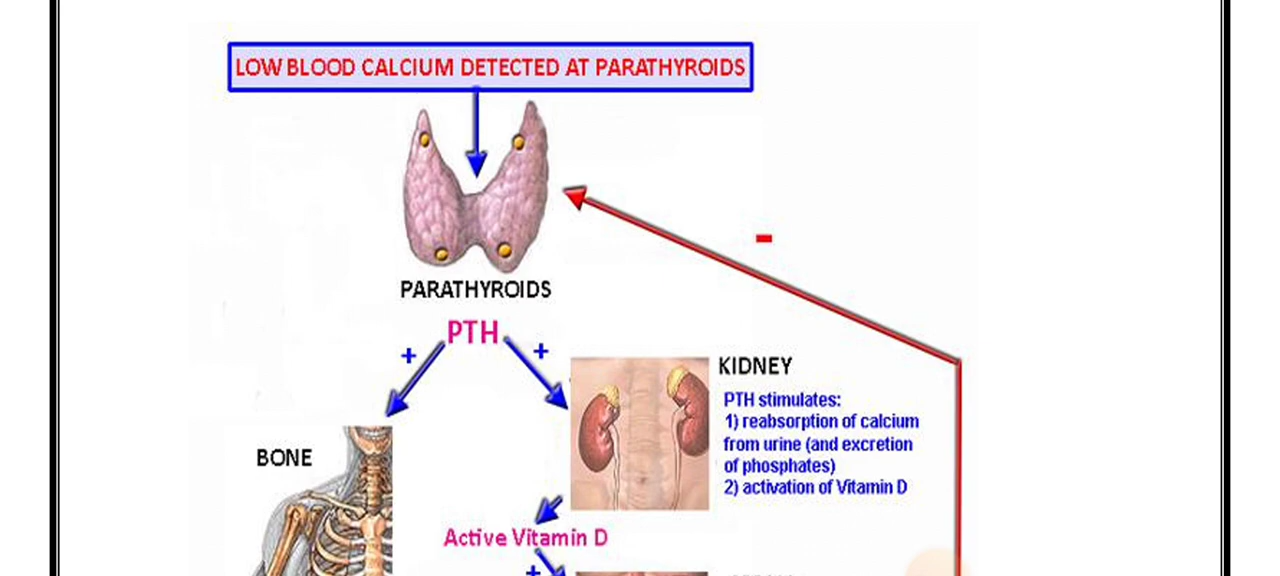 LOW BLOOD CALCIUM DETECTED AT PARATHYROIDS
-
PARATHYROIDS
PTH
+
+
KIDNEY
PTH stimulates:
1) reabsorption of calcium
from urine (and excretion
of phosphates)
2) activation of Vitamin D
BONE
Active Vitamin D
+